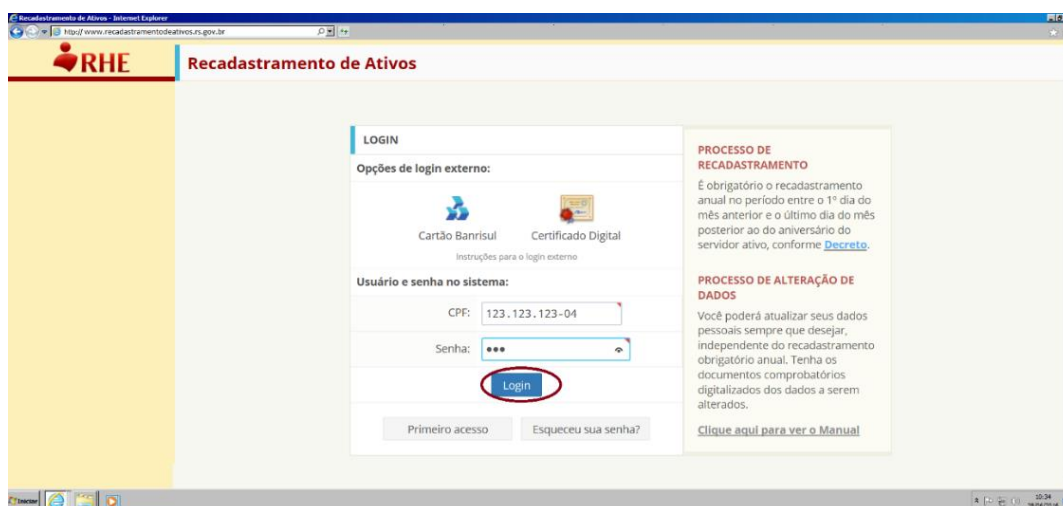 Recadastramento de Ativos - Internet Explorer
http://www.recadastramentodeativos.rs.gov.br
RHE
Recadastramento de Ativos
LOGIN
Opções de login externo:
Cartão Banrisul Certificado Digital
Instruções para o login externo
Usuário e senha no sistema:
CPF: 123.123.123-04
Senha: •••
Login
Primeiro acesso Esqueceu sua senha?
PROCESSO DE
RECADASTRAMENTO
É obrigatório o recadastramento
anual no período entre o 1º dia do
mês anterior e o último dia do mês
posterior ao do aniversário do
servidor ativo, conforme Decreto.
PROCESSO DE ALTERAÇÃO DE
DADOS
Você poderá atualizar seus dados
pessoais sempre que desejar,
independente do recadastramento
obrigatório anual. Tenha os
documentos comprobatórios
digitalizados dos dados a serem
alterados.
Clique aqui para ver o Manual
Iniciar
10:34